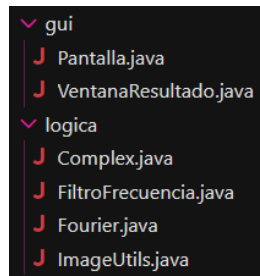 gui
J Pantalla.java
J VentanaResultado.java
logica
J Complex.java
J FiltroFrecuencia.java
J Fourier.java
J ImageUtils.java